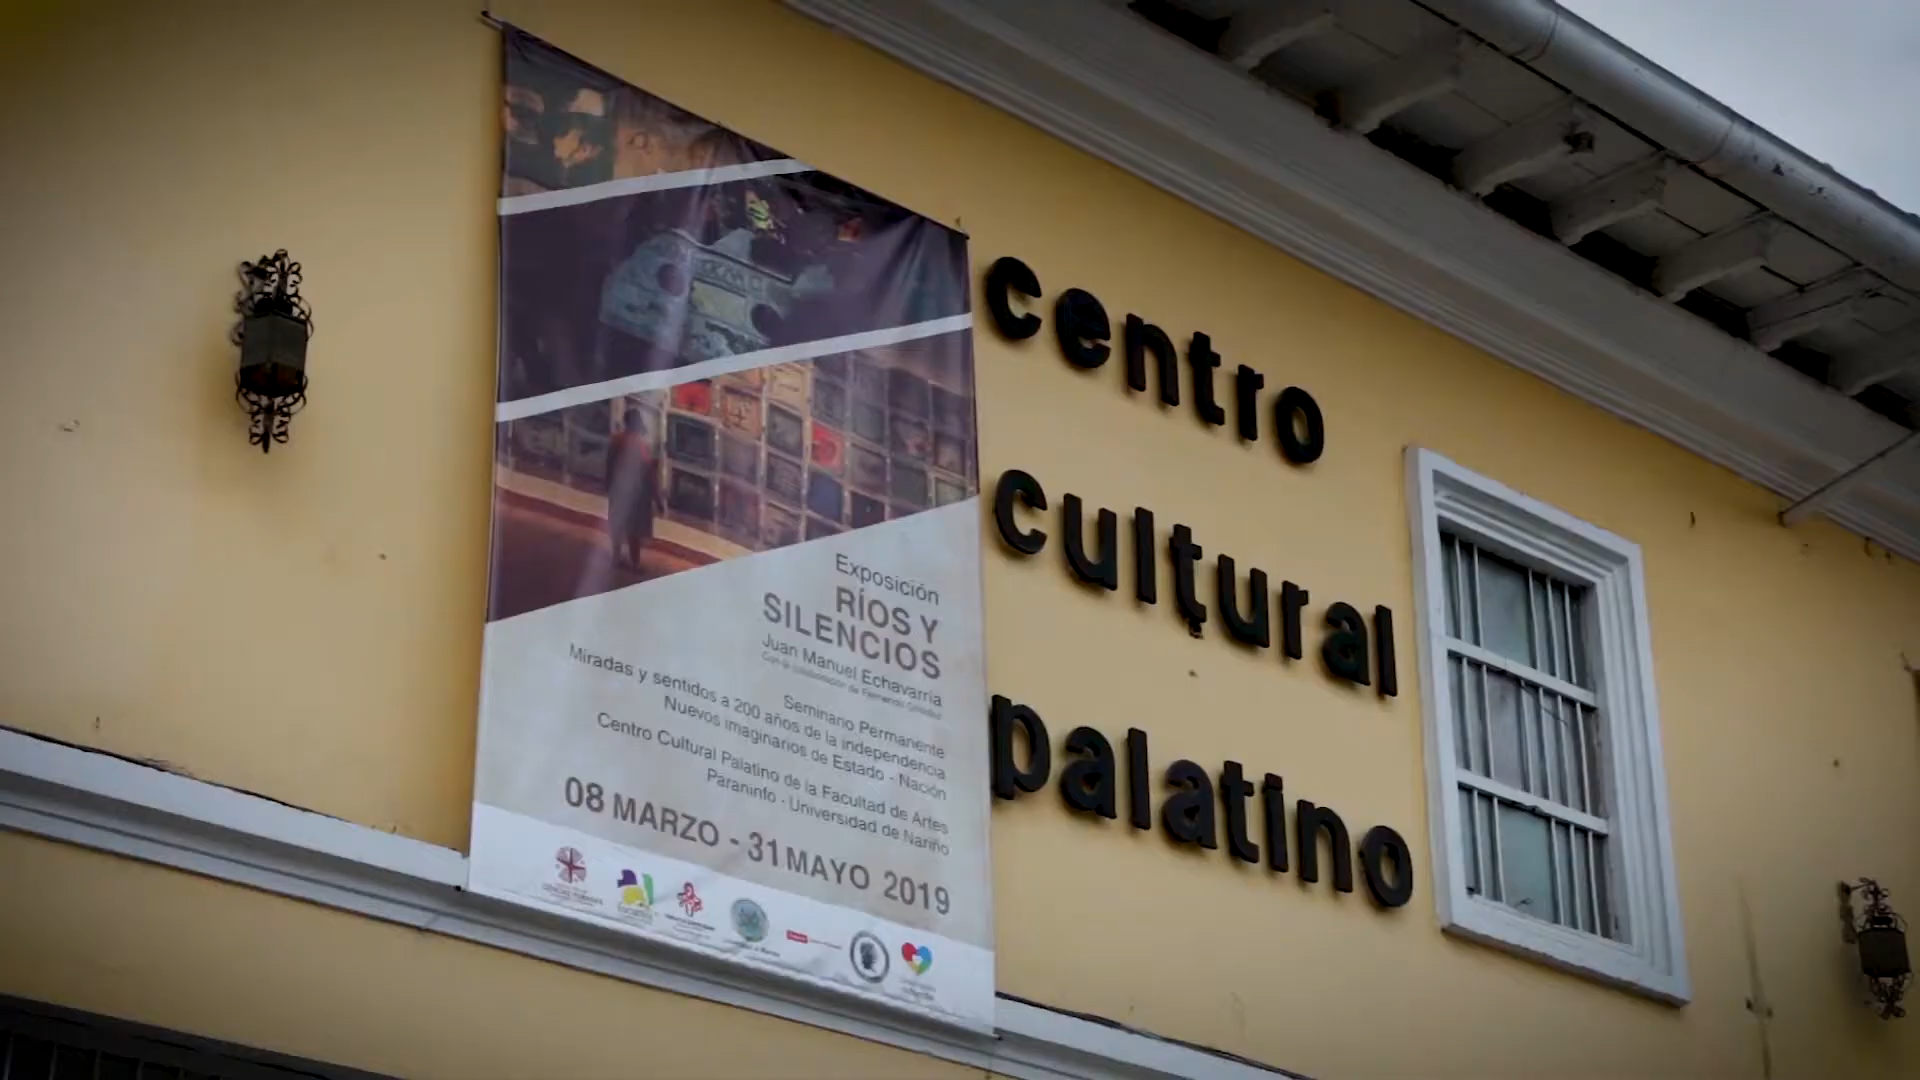 Exposición
RÍOS Y
SILENCIOS
Juan Manuel Echavarría
Seminario Permanente
Miradas y sentidos a 200 años de la independencia
Nuevos imaginarios de Estado - Nación
Centro Cultural Palatino de la Facultad de Artes
Paraninfo - Universidad de Nariño
08 MARZO - 31 MAYO 2019
centro
cultural
palatino